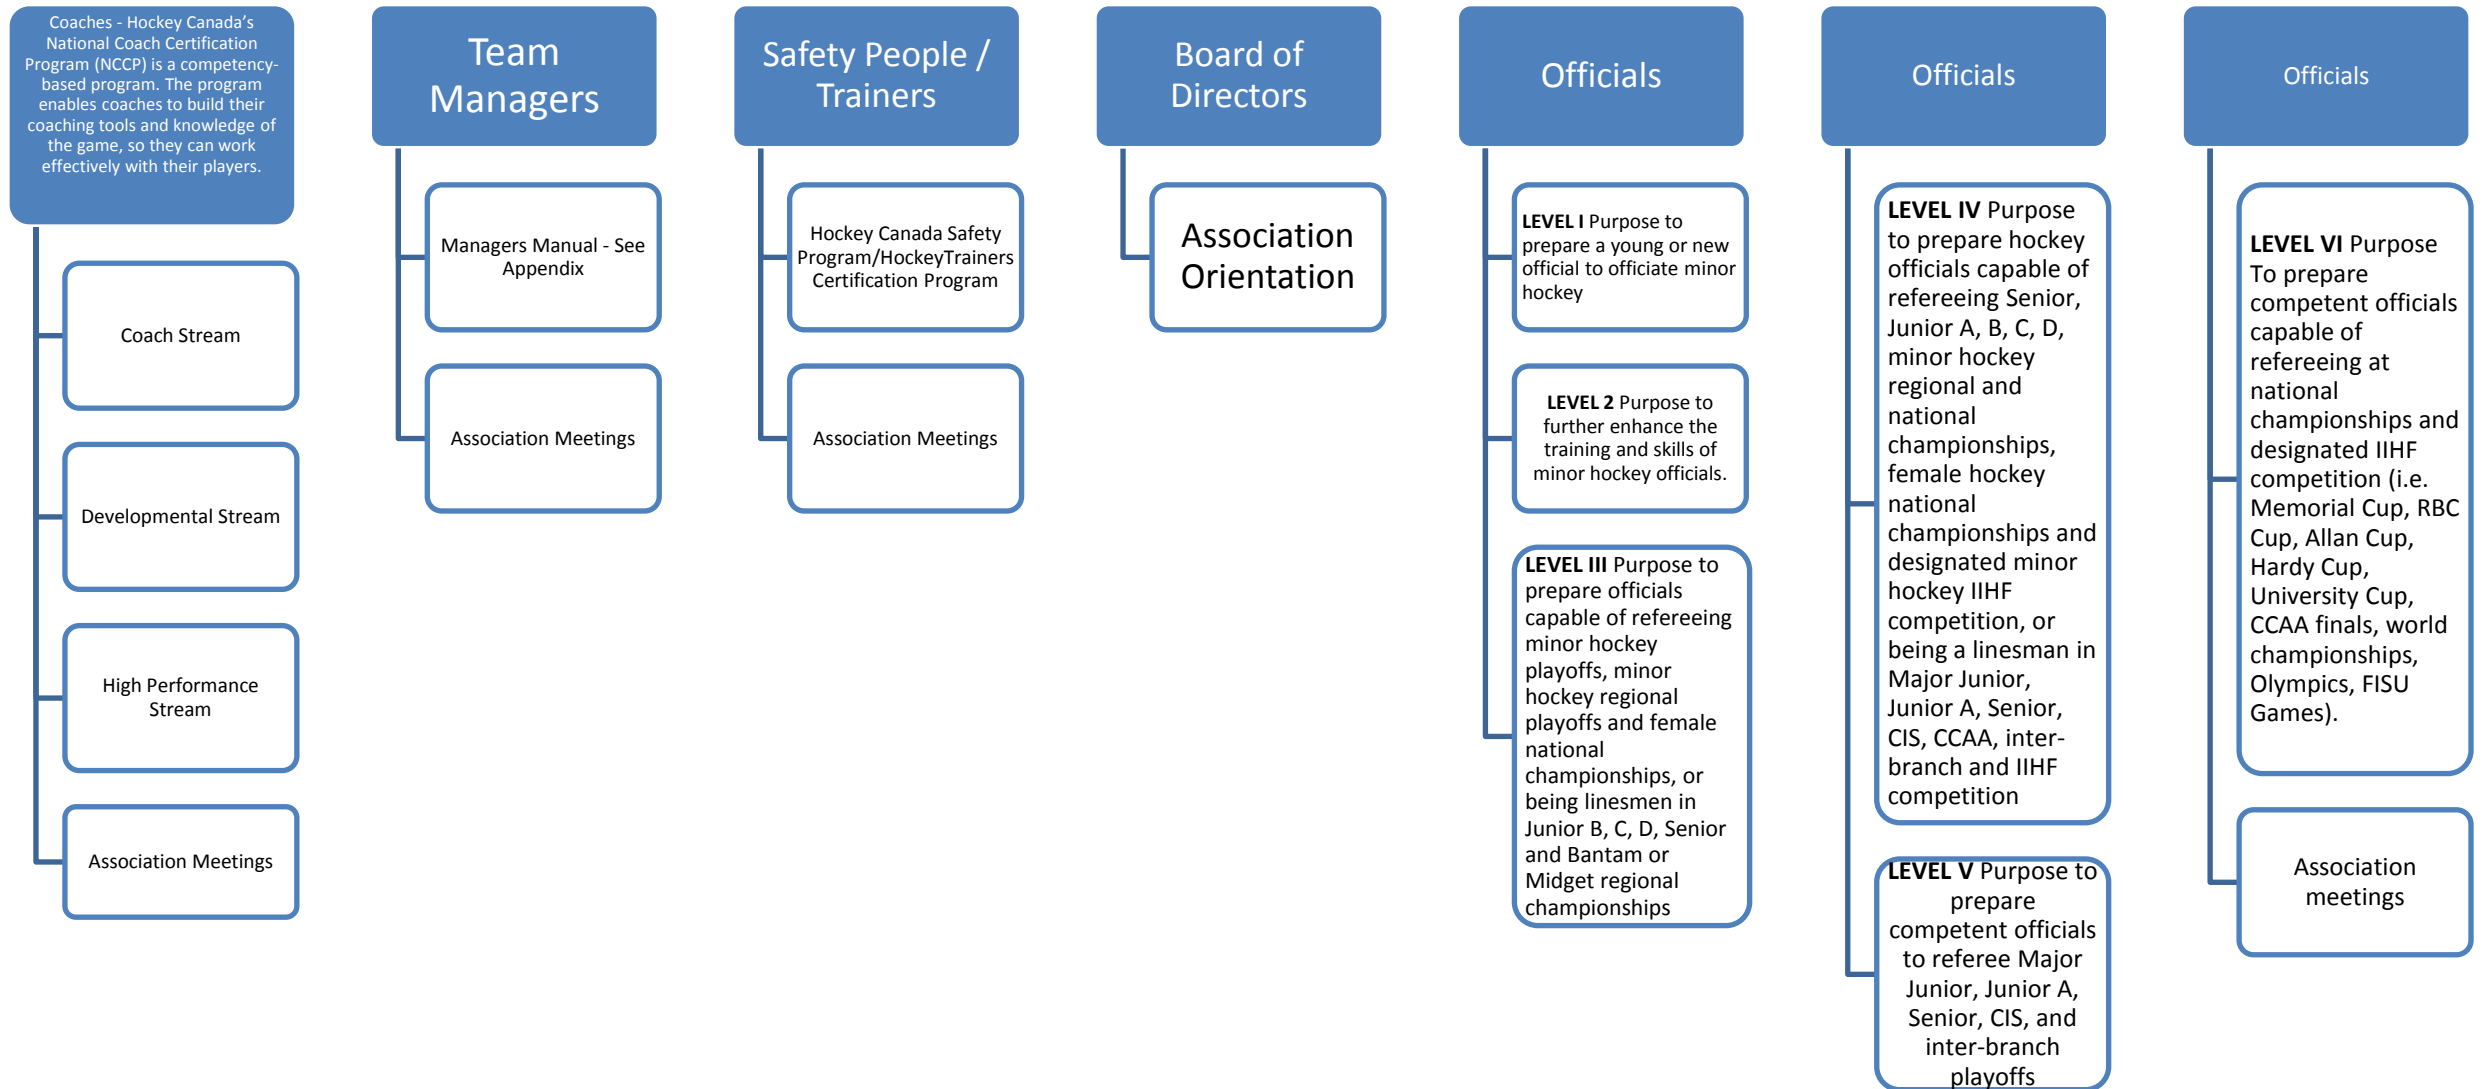 Coaches - Hockey Canada's
National Coach Certification
Program (NCCP) is a competency-
based program. The program
enables coaches to build their
coaching tools and knowledge of
the game, so they can work
effectively with their players.
Coach Stream
Developmental Stream
High Performance
Stream
Association Meetings
Team
Managers
Managers Manual - See
Appendix
Association Meetings
Safety People /
Trainers
Hockey Canada Safety
Program/HockeyTrainers
Certification Program
Association Meetings
Board of
Directors
Association
Orientation
Officials
LEVEL I Purpose to
prepare a young or new
official to officiate minor
hockey
LEVEL 2 Purpose to
further enhance the
training and skills of
minor hockey officials.
LEVEL III Purpose to
prepare officials
capable of refereeing
minor hockey
playoffs, minor
hockey regional
playoffs and female
national
championships, or
being linesmen in
Junior B, C, D, Senior
and Bantam or
Midget regional
championships
Officials
LEVEL IV Purpose
to prepare hockey
officials capable of
refereeing Senior,
Junior A, B, C, D,
minor hockey
regional and
national
championships,
female hockey
national
championships and
designated minor
hockey IIHF
competition, or
being a linesman in
Major Junior,
Junior A, Senior,
CIS, CCAA, inter-
branch and IIHF
competition
LEVEL V Purpose to
prepare
competent officials
to referee Major
Junior, Junior A,
Senior, CIS, and
inter-branch
playoffs
Officials
LEVEL VI Purpose
To prepare
competent officials
capable of
refereeing at
national
championships and
designated IIHF
competition (i.e.
Memorial Cup, RBC
Cup, Allan Cup,
Hardy Cup,
University Cup,
CCAA finals, world
championships,
Olympics, FISU
Games).
Association
meetings